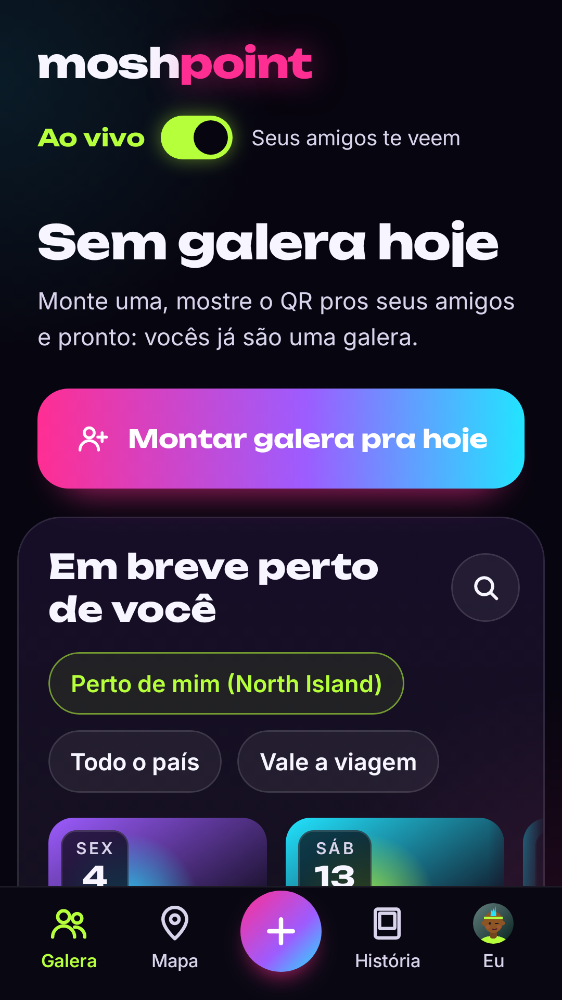 moshpoint
Ao vivo
Seus amigos te veem
Sem galera hoje
Monte uma, mostre o QR pros seus amigos
e pronto: vocês já são uma galera.
Montar galera pra hoje
Em breve perto
de você
Perto de mim (North Island)
Todo o país
Vale a viagem
SEX
4
SÁB
13
Galera
Mapa
História
Eu